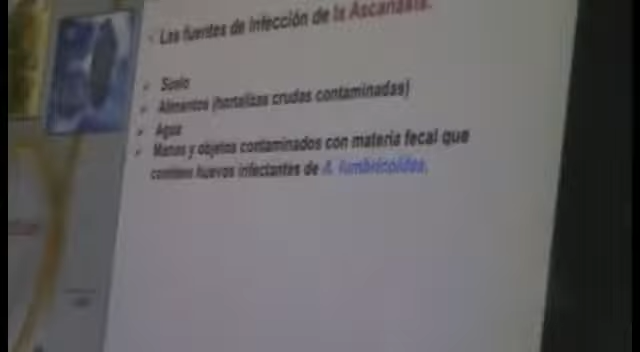 Las fuentes de Infección de la Ascariasis.
Suelo
Alimentos (hortalizas crudas contaminadas)
Agua
Manos y objetos contaminados con materia fecal que
contiene huevos infectantes de A. lumbricoides.